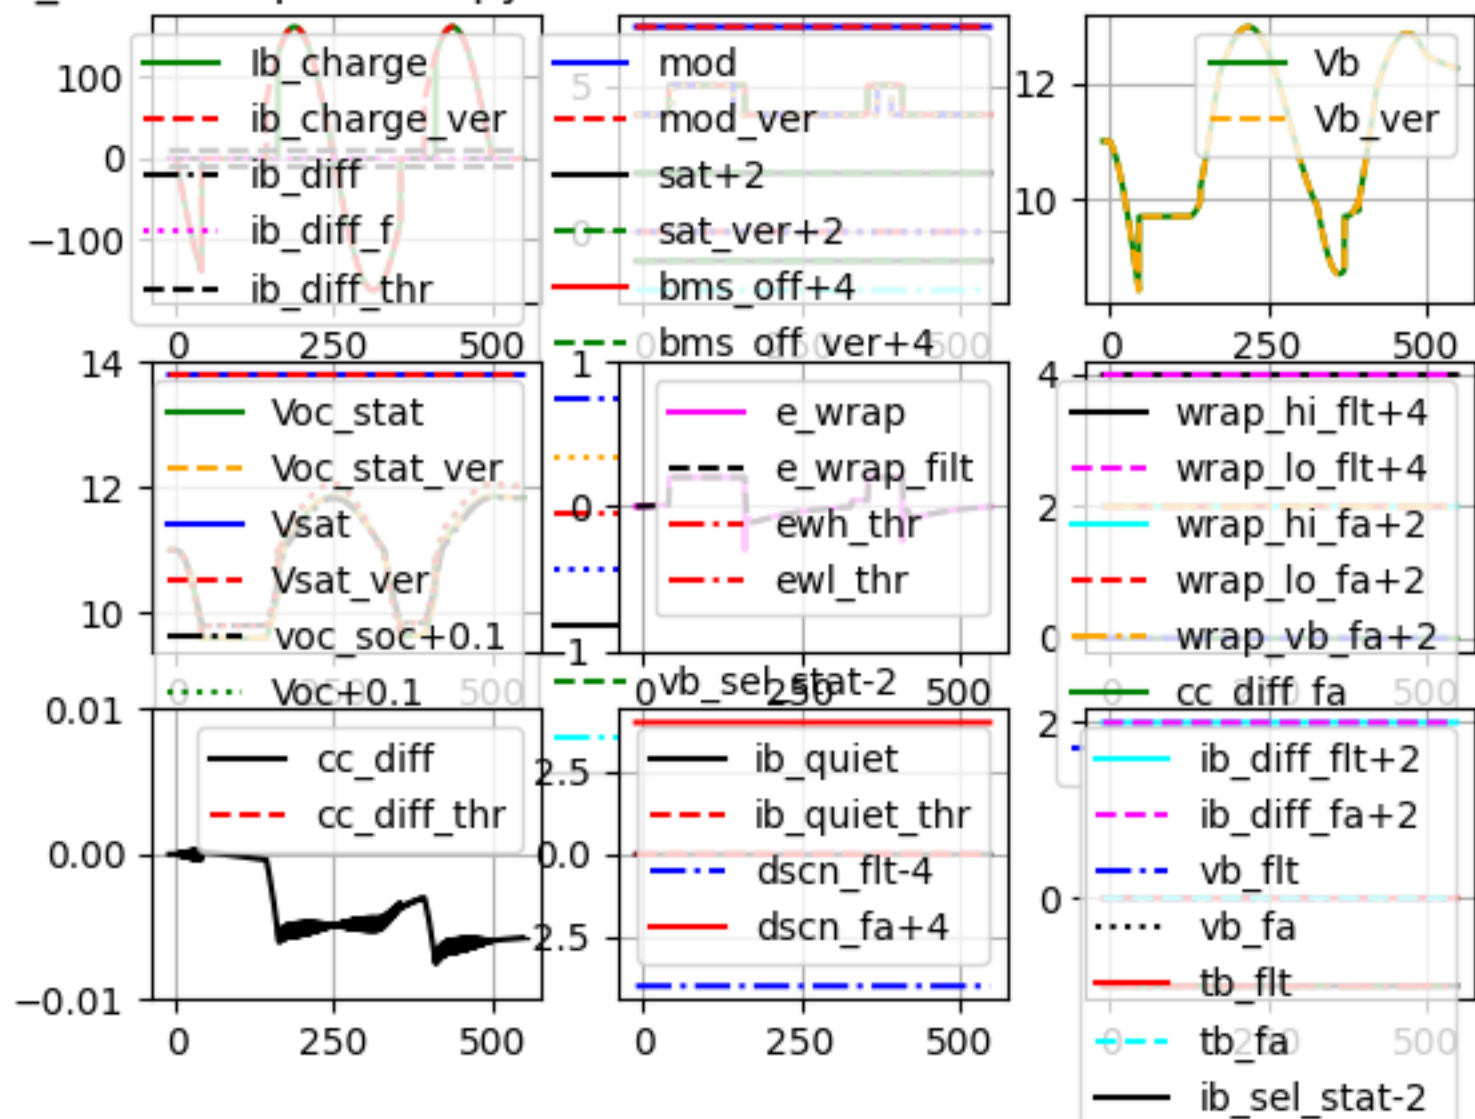 100
0
−100
0
250
500
Ib_charge
ib_charge_ver
ib_diff
ib_diff_f
ib_diff_thr
5
0
0
250
500
mod
mod_ver
sat+2
sat_ver+2
bms_off+4
bms_off_ver+4
vb_sel_stat-2
12
10
0
250
500
Vb
Vb_ver
14
12
10
500
Voc_stat
Voc_stat_ver
Vsat
Vsat_ver
voc_soc+0.1
Voc+0.1
1
0
−1
0
250
500
e_wrap
e_wrap_filt
ewh_thr
ewl_thr
4
2
0
0
250
500
wrap_hi_flt+4
wrap_lo_flt+4
wrap_hi_fa+2
wrap_lo_fa+2
wrap_vb_fa+2
cc_diff_fa
0.01
0.00
−0.01
0
250
500
cc_diff
cc_diff_thr
2.5
0.0
2.5
0
250
500
ib_quiet
ib_quiet_thr
dscn_flt-4
dscn_fa+4
2
0
0
250
500
ib_diff_flt+2
ib_diff_fa+2
vb_flt
vb_fa
tb_flt
tb_fa
ib_sel_stat-2